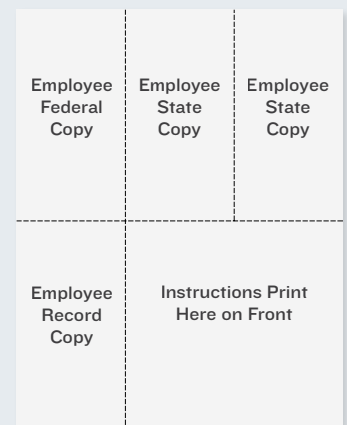 Employee
Federal
Copy
Employee
State
Copy
Employee
State
Copy
Employee
Record
Copy
Instructions Print
Here on Front